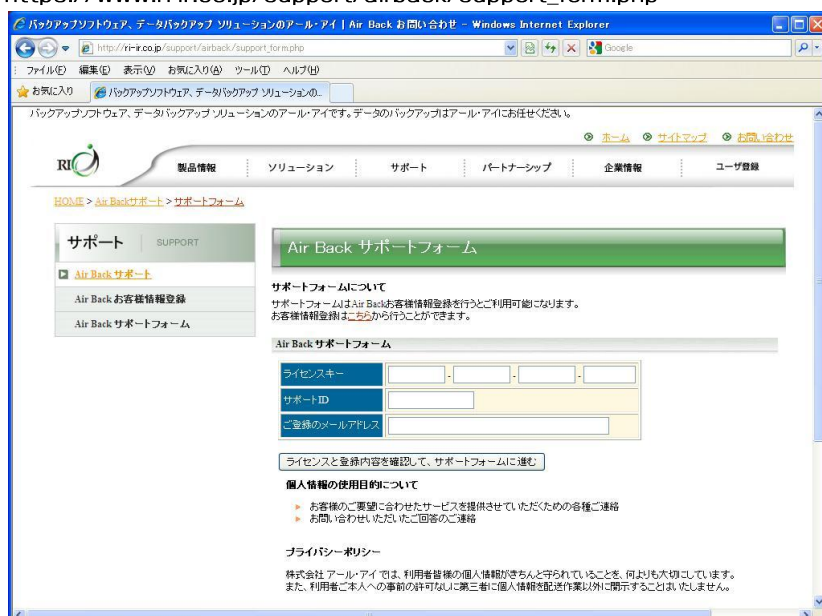 https://www.ri-ir.co.jp/support/airback/support_form.php
バックアップソフトウェア、データバックアップ ソリューションのアール・アイ | Air Back お問い合わせ - Windows Internet Explorer
http://ri-ir.co.jp/support/airback/support_form.php
Google
ファイル(F) 編集(E) 表示(V) お気に入り(A) ツール(T) ヘルプ(H)
お気に入り バックアップソフトウェア、データバックアップ ソリューションの...
バックアップソフトウェア、データバックアップ ソリューションのアール・アイです。データのバックアップはアール・アイにお任せください。
ホーム サイトマップ お問い合わせ
RI 製品情報 ソリューション サポート パートナーシップ 企業情報 ユーザ登録
HOME > Air Backサポート > サポートフォーム
サポート SUPPORT
Air Back サポート
Air Back お客様情報登録
Air Back サポートフォーム
Air Back サポートフォーム
サポートフォームについて
サポートフォームはAir Backお客様情報登録を行うとご利用可能になります。
お客様情報登録はこちらから行うことができます。
Air Back サポートフォーム
ライセンスキー - - -
サポートID
ご登録のメールアドレス
ライセンスと登録内容を確認して、サポートフォームに進む
個人情報の使用目的について
お客様のご要望に合わせたサービスを提供させていただくための各種ご連絡
お問い合わせいただいたご回答のご連絡
プライバシーポリシー
株式会社 アール・アイ では、利用者皆様の個人情報がきちんと守られていることを、何よりも大切にしています。
また、利用者ご本人への事前の許可なしに第三者に個人情報を配送作業以外に開示することはいたしません。